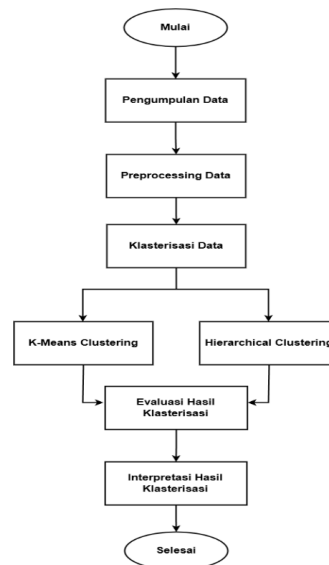 Mulai
Pengumpulan Data
Preprocessing Data
Klasterisasi Data
K-Means Clustering
Hierarchical Clustering
Evaluasi Hasil
Klasterisasi
Interpretasi Hasil
Klasterisasi
Selesai